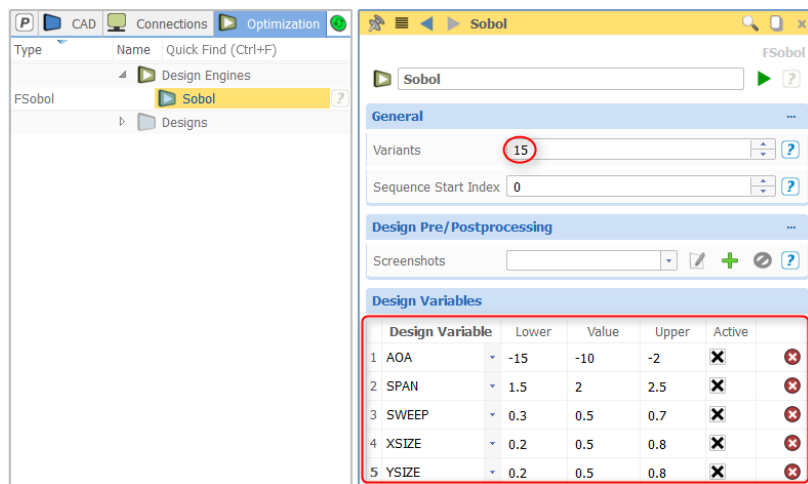 P CAD Connections Optimization
Type Name Quick Find (Ctrl+F)
Design Engines
FSobol Sobol ?
Designs
Sobol x
FSobol
Sobol ?
General ...
Variants 15 ?
Sequence Start Index 0 ?
Design Pre/Postprocessing ...
Screenshots ?
Design Variables
Design Variable Lower Value Upper Active
1 AOA -15 -10 -2
2 SPAN 1.5 2 2.5
3 SWEEP 0.3 0.5 0.7
4 XSIZE 0.2 0.5 0.8
5 YSIZE 0.2 0.5 0.8